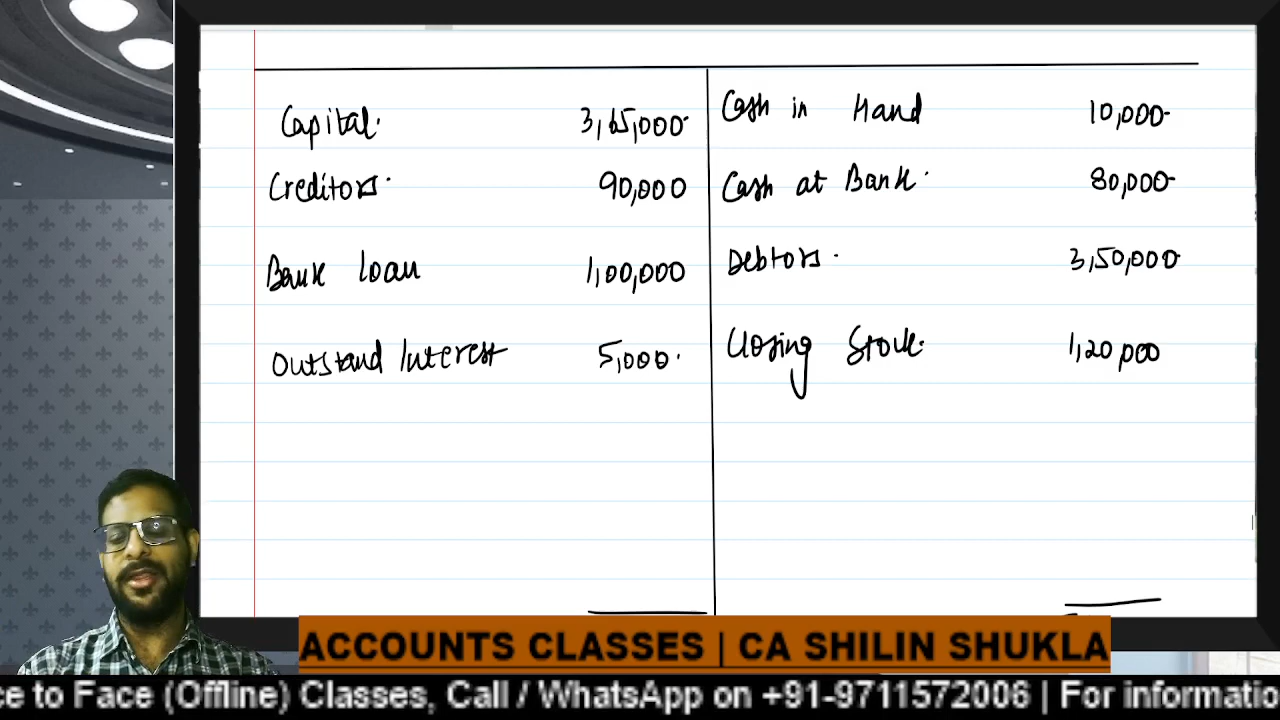 Capital. 3,65,000
Creditors. 90,000
Bank Loan 1,00,000
Outstand Interest 5,000.
Cash in Hand 10,000
Cash at Bank. 80,000
Debtors. 3,50,000
Closing Stock. 1,20,000
ACCOUNTS CLASSES | CA SHILIN SHUKLA
ce to Face (Offline) Classes, Call / WhatsApp on +91-9711572006 | For informatio